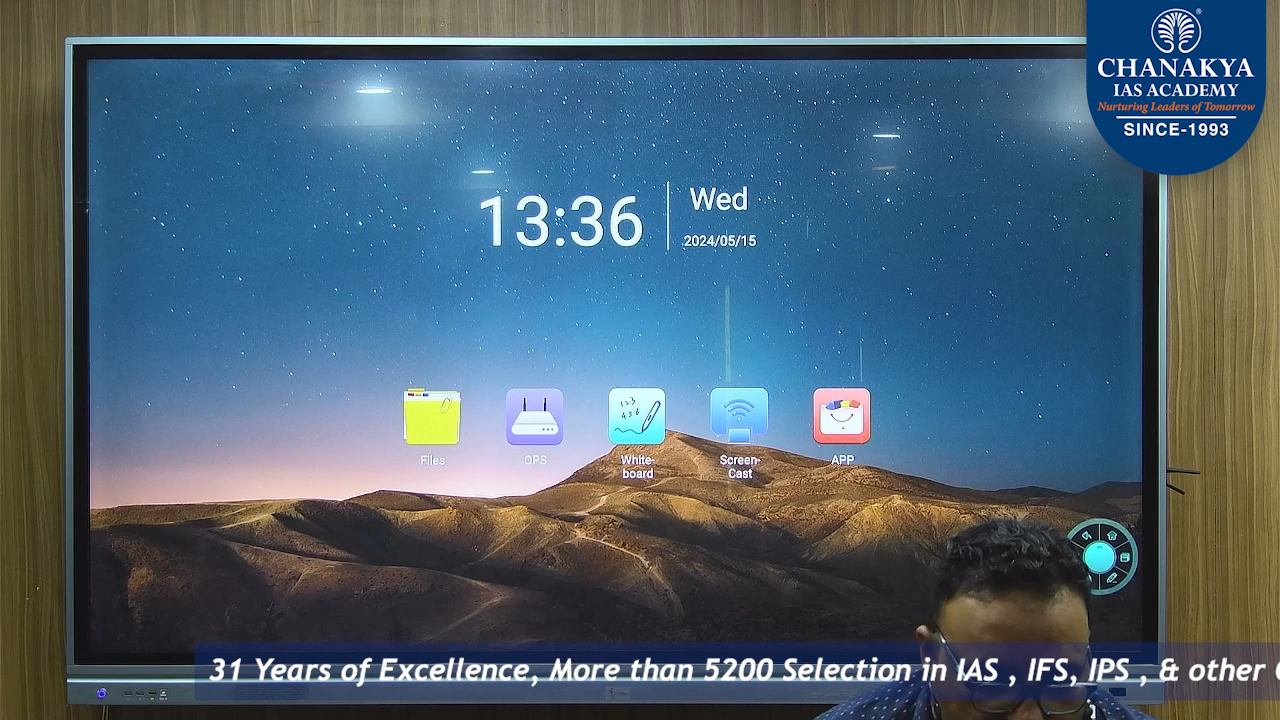 CHANAKYA
IAS ACADEMY
Nurturing Leaders of Tomorrow
SINCE-1993
13:36
Wed
2024/05/15
Files
OPS
White-
board
Screen-
Cast
APP
31 Years of Excellence, More than 5200 Selection in IAS , IFS, IPS , & other